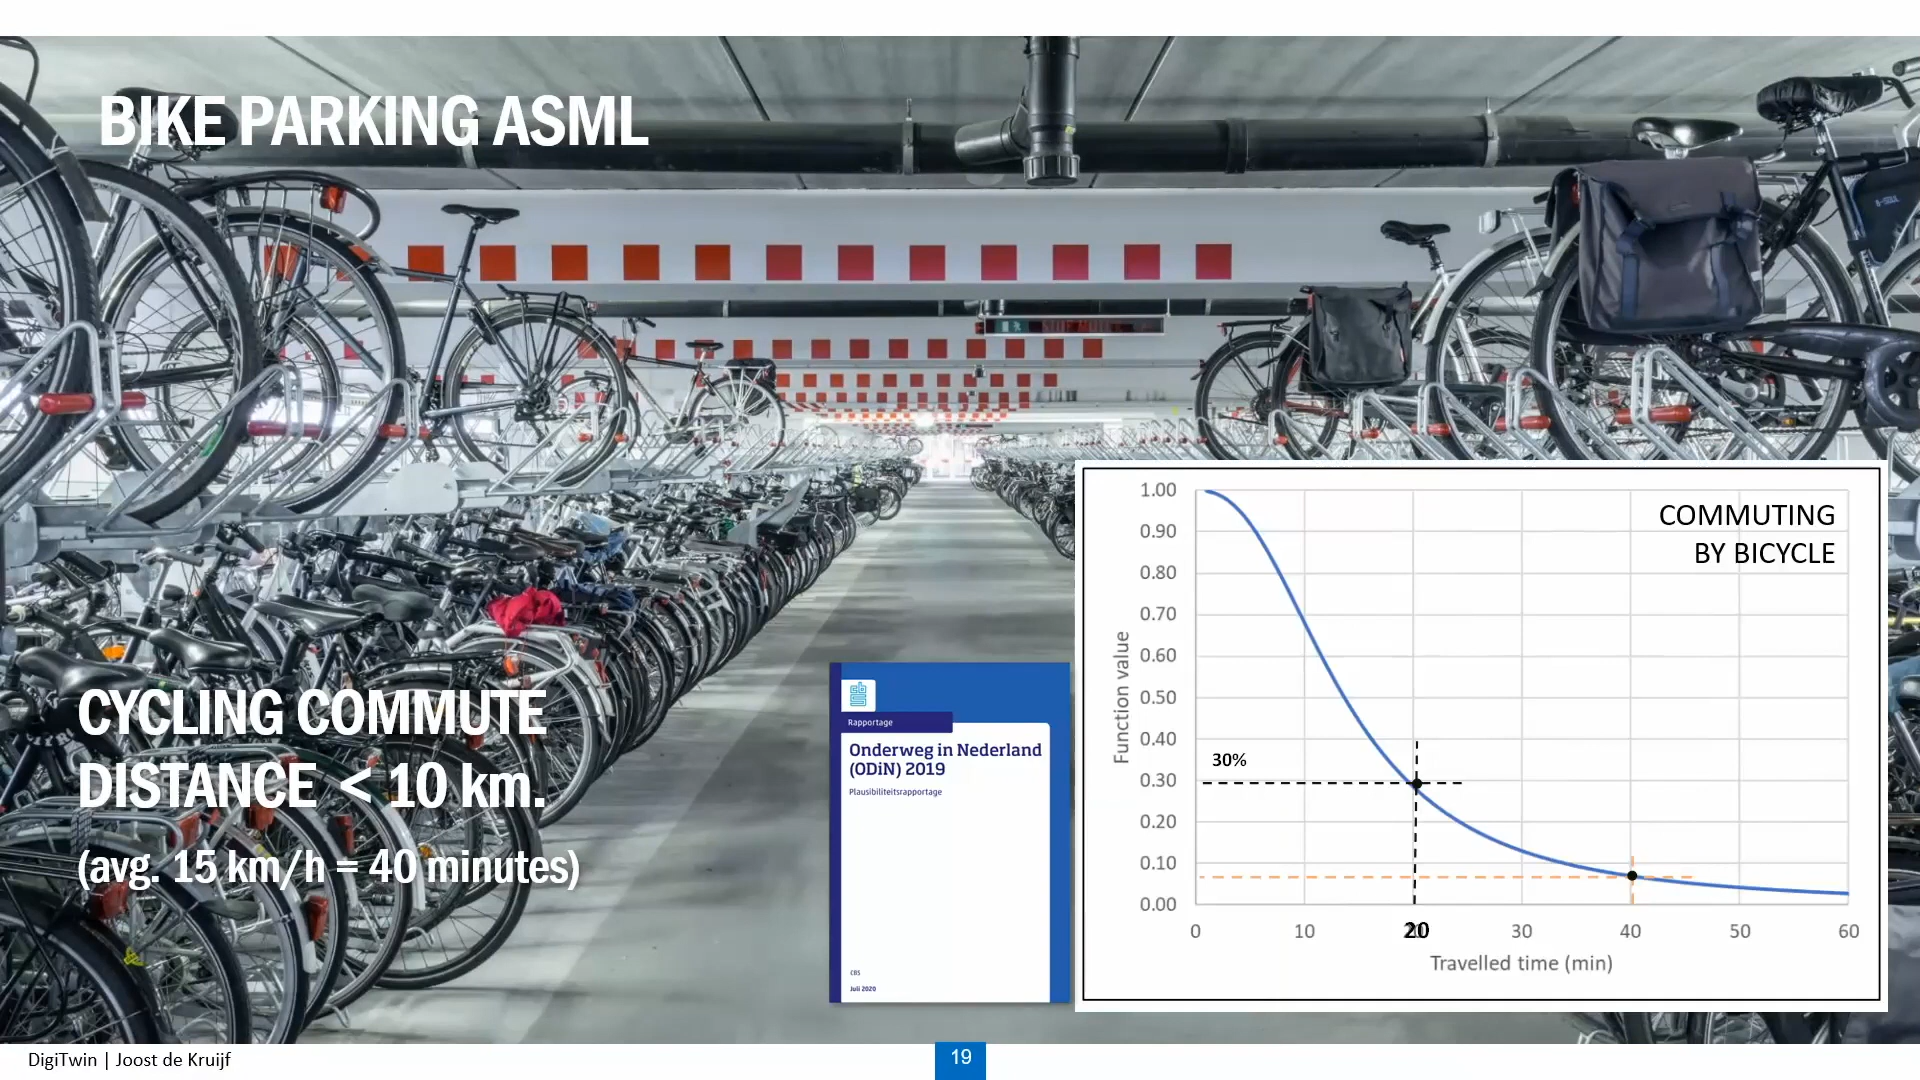 BIKE PARKING ASML
CYCLING COMMUTE
DISTANCE < 10 km.
(avg. 15 km/h = 40 minutes)
Rapportage
Onderweg in Nederland
(ODiN) 2019
Plausibiliteitsrapportage
CBS
Juli 2020
COMMUTING
BY BICYCLE
Function value
1.00
0.90
0.80
0.70
0.60
0.50
0.40
0.30
0.20
0.10
0.00
30%
0
10
20
30
40
50
60
Travelled time (min)
DigiTwin | Joost de Kruijf
19